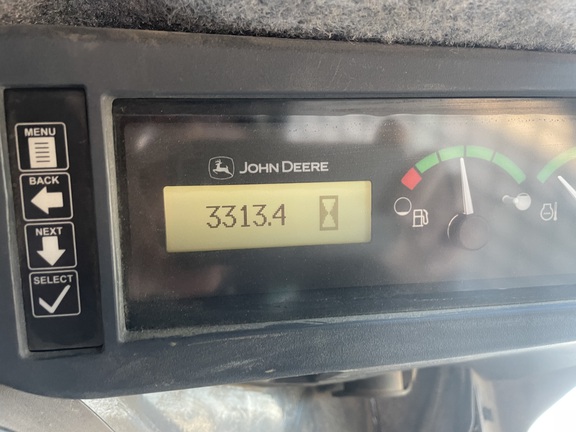 MENU
BACK
NEXT
SELECT
JOHN DEERE
3313.4